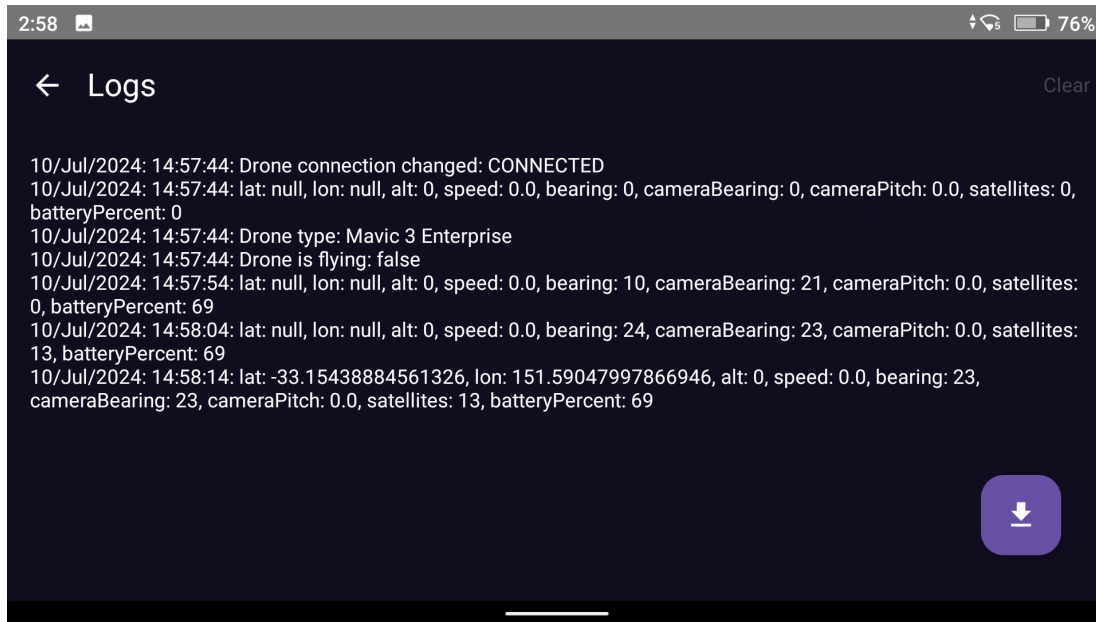 2:58
5
76%
Logs
Clear
10/Jul/2024: 14:57:44: Drone connection changed: CONNECTED
10/Jul/2024: 14:57:44: lat: null, lon: null, alt: 0, speed: 0.0, bearing: 0, cameraBearing: 0, cameraPitch: 0.0, satellites: 0,
batteryPercent: 0
10/Jul/2024: 14:57:44: Drone type: Mavic 3 Enterprise
10/Jul/2024: 14:57:44: Drone is flying: false
10/Jul/2024: 14:57:54: lat: null, lon: null, alt: 0, speed: 0.0, bearing: 10, cameraBearing: 21, cameraPitch: 0.0, satellites:
0, batteryPercent: 69
10/Jul/2024: 14:58:04: lat: null, lon: null, alt: 0, speed: 0.0, bearing: 24, cameraBearing: 23, cameraPitch: 0.0, satellites:
13, batteryPercent: 69
10/Jul/2024: 14:58:14: lat: -33.15438884561326, lon: 151.59047997866946, alt: 0, speed: 0.0, bearing: 23,
cameraBearing: 23, cameraPitch: 0.0, satellites: 13, batteryPercent: 69